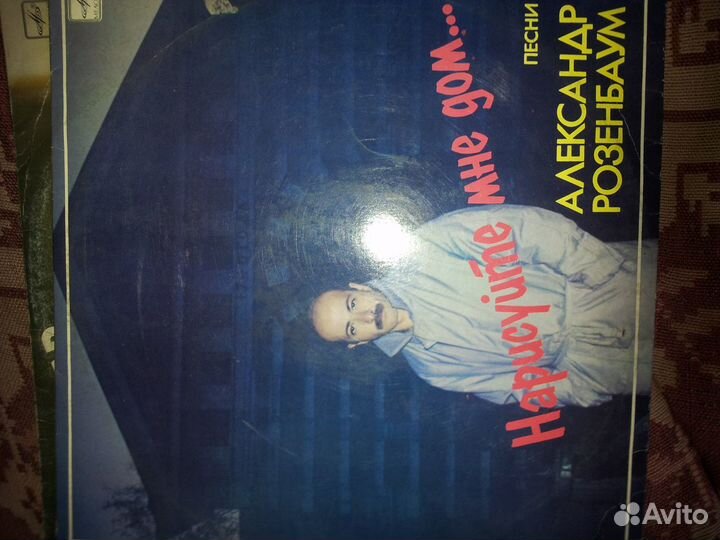 ПЕСНИ
АЛЕКСАНДР
РОЗЕНБАУМ
Нарисуйте мне дом...
Avito